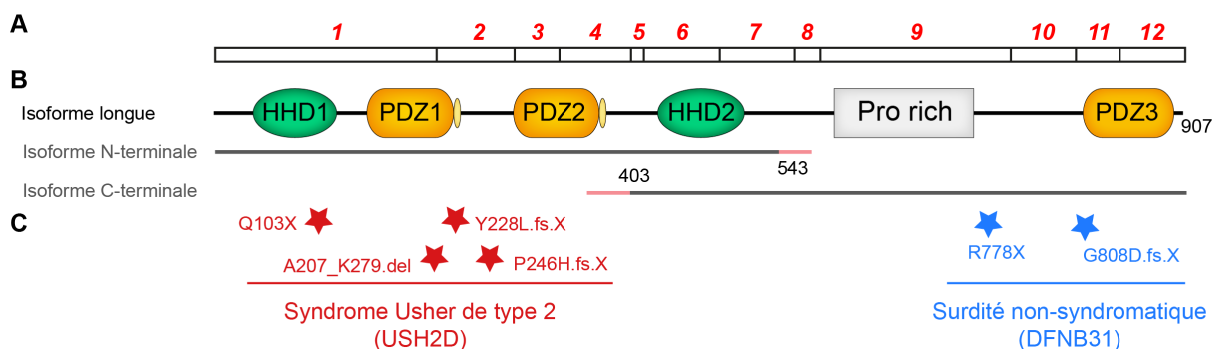 A
1 2 3 4 5 6 7 8 9 10 11 12
B
Isoforme longue
HHD1 PDZ1 PDZ2 HHD2 Pro rich PDZ3
907
Isoforme N-terminale
543
Isoforme C-terminale
403
C
Q103X
Y228L.fs.X
A207_K279.del
P246H.fs.X
R778X
G808D.fs.X
Syndrome Usher de type 2
(USH2D)
Surdité non-syndromatique
(DFNB31)